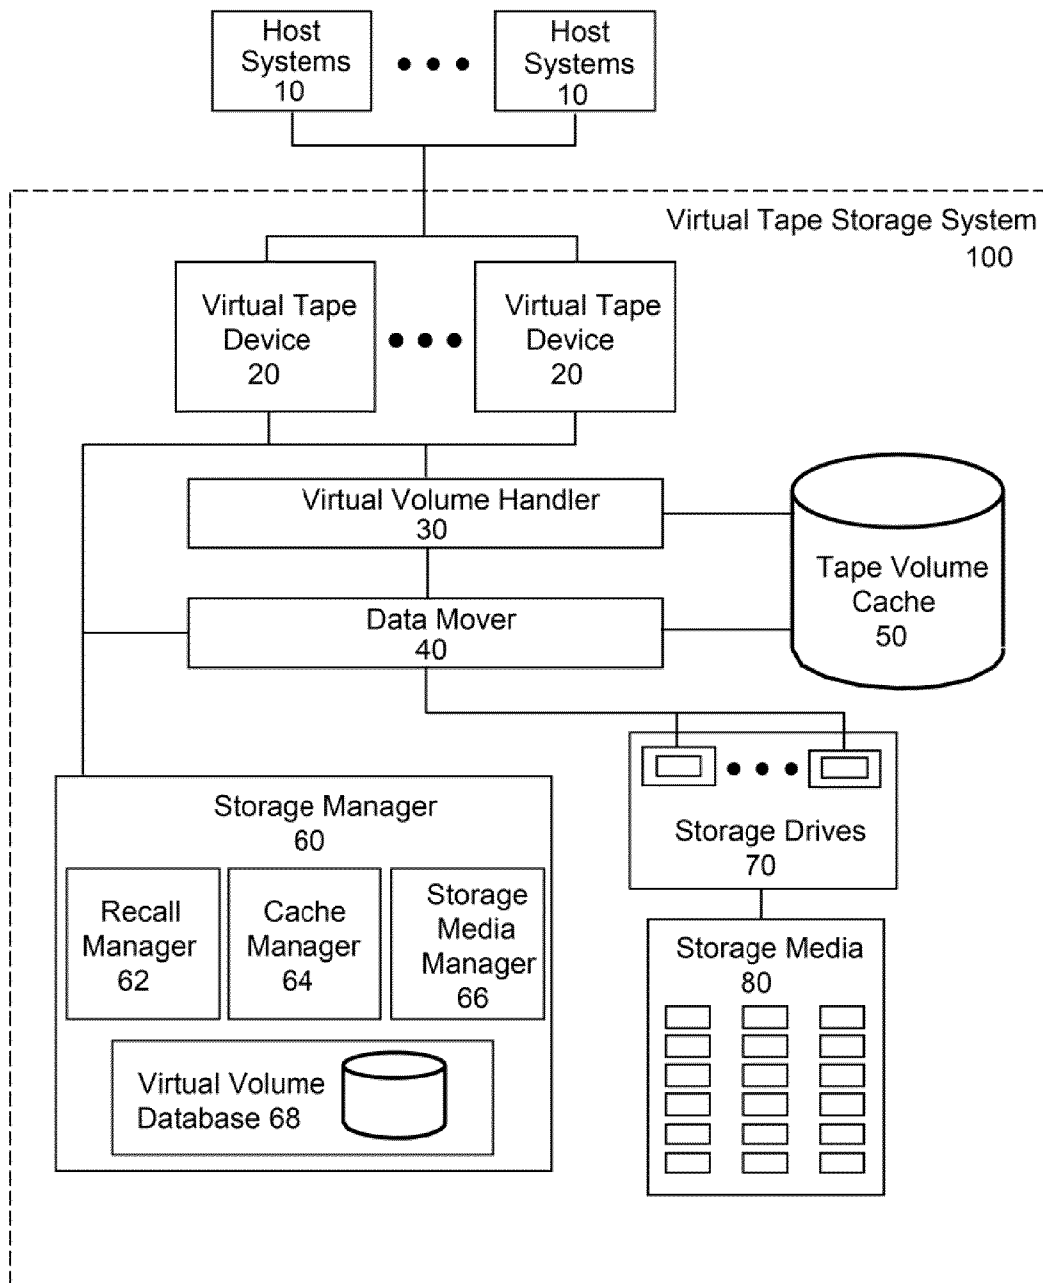 Host
Systems
10
Host
Systems
10
Virtual Tape Storage System
100
Virtual Tape
Device
20
Virtual Tape
Device
20
Virtual Volume Handler
30
Tape Volume
Cache
50
Data Mover
40
Storage Manager
60
Recall
Manager
62
Cache
Manager
64
Storage
Media
Manager
66
Virtual Volume
Database 68
Storage Drives
70
Storage Media
80